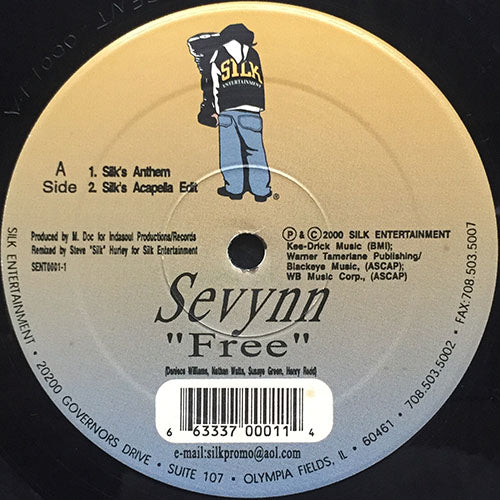 SILK
ENTERTAINMENT
®
A
Side
1. Silk's Anthem
2. Silk's Acapella Edit
Produced by M. Doc for Indasoul Productions/Records
Remixed by Steve "Silk" Hurley for Silk Entertainment
SENT0001-1
℗ & © 2000 SILK ENTERTAINMENT
Kee-Drick Music (BMI);
Warner Tamerlane Publishing/
Blackeye Music, (ASCAP);
WB Music Corp., (ASCAP)
Sevynn
"Free"
(Deniece Williams, Nathan Watts, Susaye Green, Henry Redd)
6 63337 00011 4
e-mail:silkpromo@aol.com
SILK ENTERTAINMENT • 20200 GOVERNORS DRIVE • SUITE 107 • OLYMPIA FIELDS, IL • 60461 • 708.503.5002 • FAX:708.503.5007